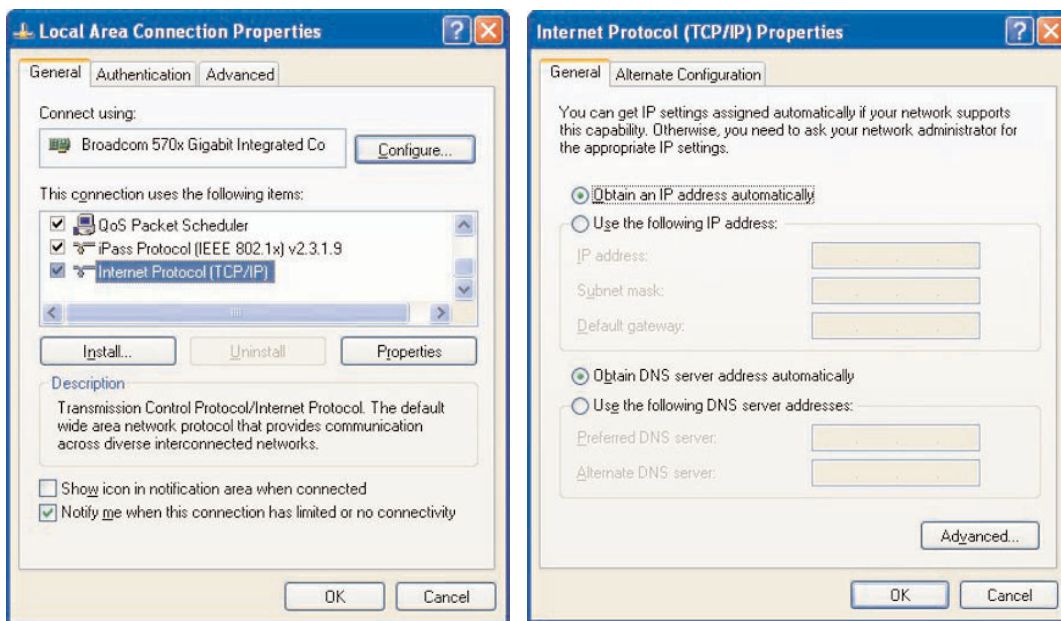 Local Area Connection Properties
General
Authentication
Advanced
Connect using:
Broadcom 570x Gigabit Integrated Co
Configure...
This connection uses the following items:
QoS Packet Scheduler
iPass Protocol (IEEE 802.1x) v2.3.1.9
Internet Protocol (TCP/IP)
Install...
Uninstall
Properties
Description
Transmission Control Protocol/Internet Protocol. The default
wide area network protocol that provides communication
across diverse interconnected networks.
Show icon in notification area when connected
Notify me when this connection has limited or no connectivity
OK
Cancel
Internet Protocol (TCP/IP) Properties
General
Alternate Configuration
You can get IP settings assigned automatically if your network supports
this capability. Otherwise, you need to ask your network administrator for
the appropriate IP settings.
Obtain an IP address automatically
Use the following IP address:
IP address:
Subnet mask:
Default gateway:
Obtain DNS server address automatically
Use the following DNS server addresses:
Preferred DNS server:
Alternate DNS server:
Advanced...
OK
Cancel